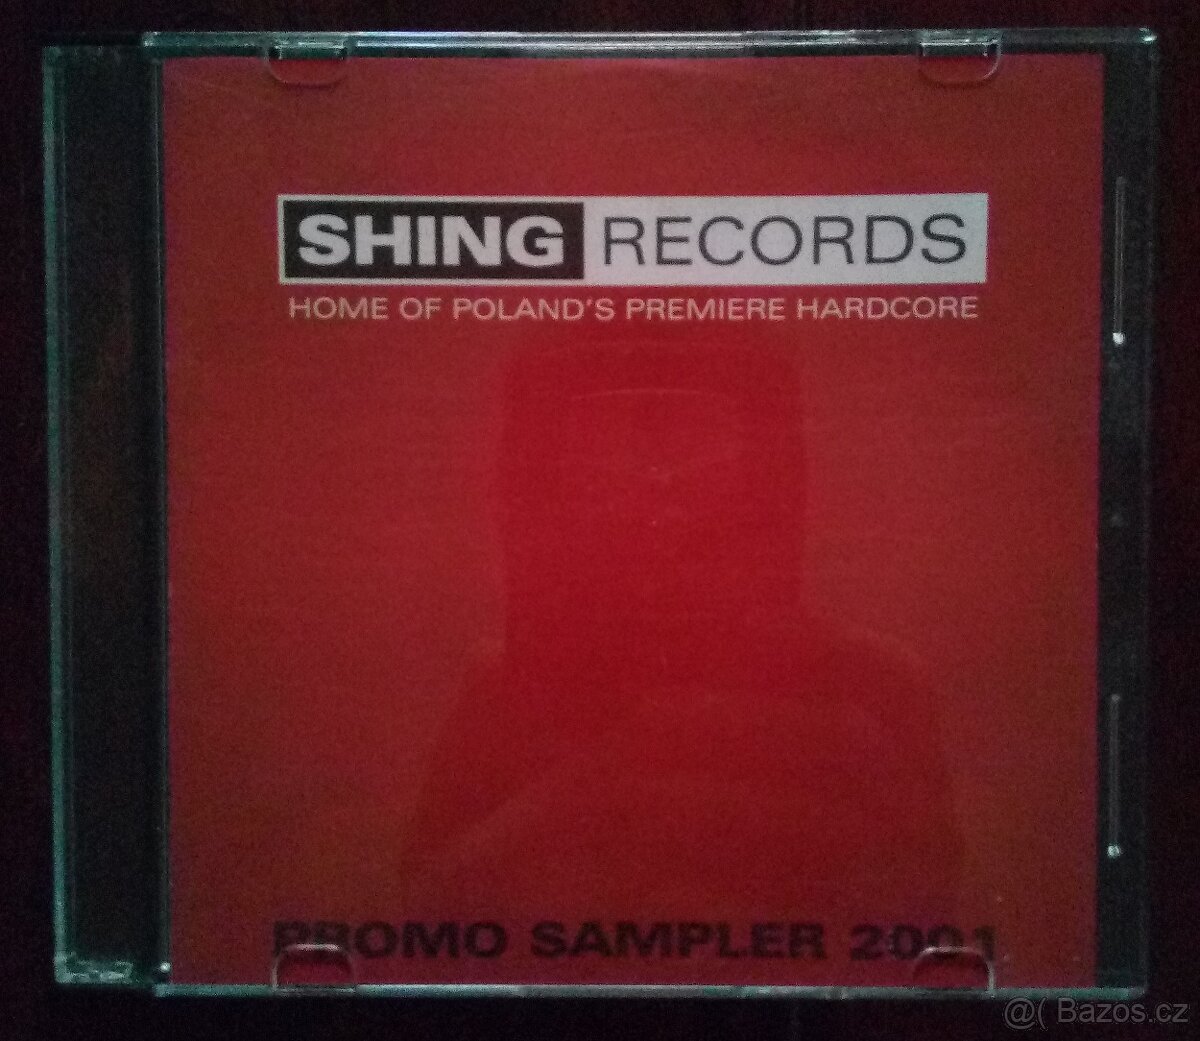 SHING RECORDS
HOME OF POLAND'S PREMIERE HARDCORE
PROMO SAMPLER 2001
@( Bazos.cz